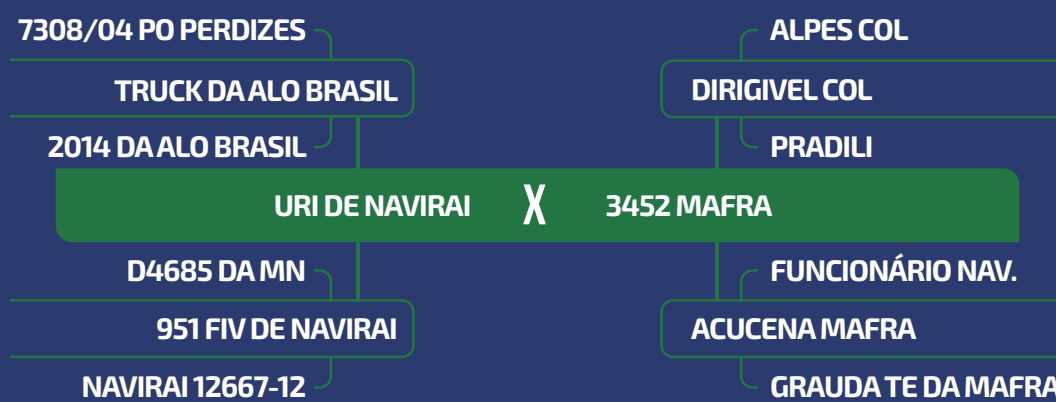 7308/04 PO PERDIZES
ALPES COL
TRUCK DA ALO BRASIL
DIRIGIVEL COL
2014 DA ALO BRASIL
PRADILI
URI DE NAVIRAI X 3452 MAFRA
D4685 DA MN
FUNCIONÁRIO NAV.
951 FIV DE NAVIRAI
ACUCENA MAFRA
NAVIRAI 12667-12
GRAUDA TE DA MAFRA